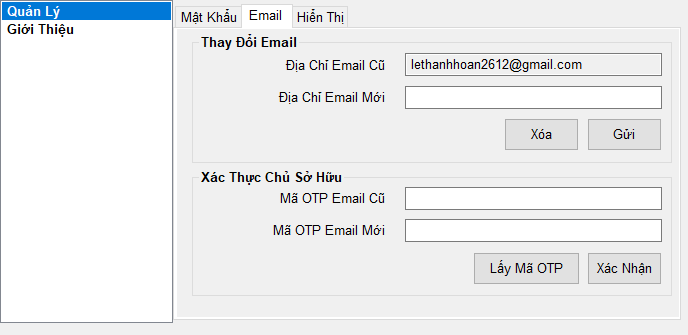 Quản Lý
Giới Thiệu
Mật Khẩu Email Hiển Thị
Thay Đổi Email
Địa Chỉ Email Cũ lethanhhoan2612@gmail.com
Địa Chỉ Email Mới
Xóa Gửi
Xác Thực Chủ Sở Hữu
Mã OTP Email Cũ
Mã OTP Email Mới
Lấy Mã OTP Xác Nhận